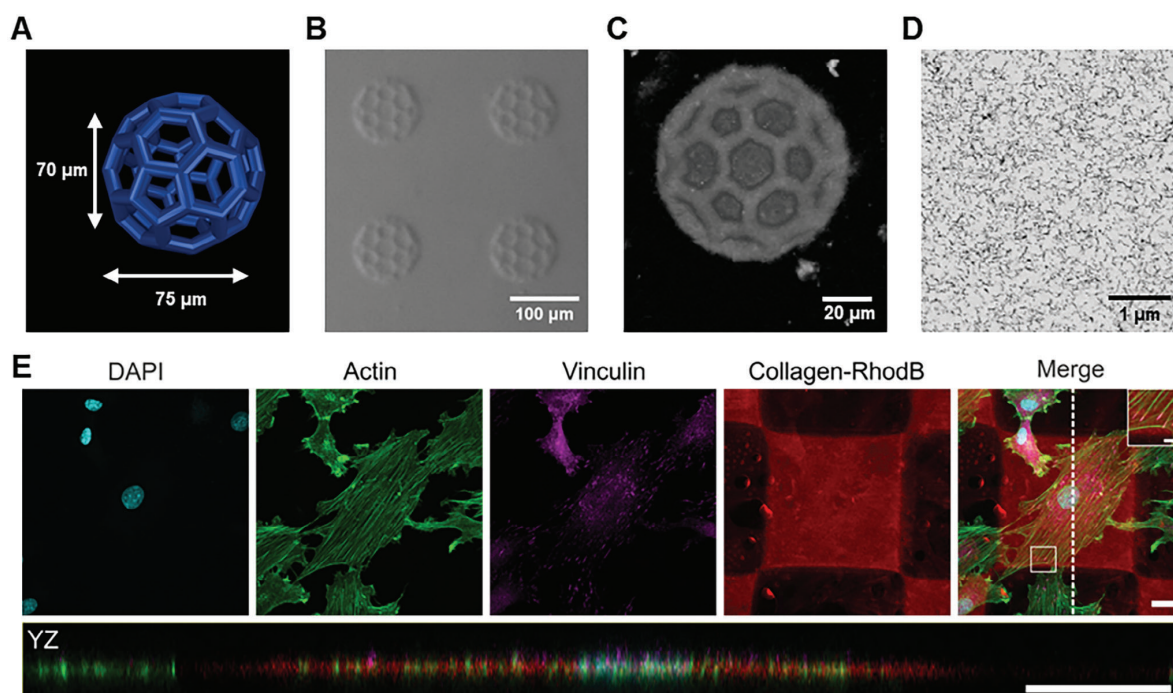 A
B
C
D
70 µm
75 µm
100 µm
20 µm
1 µm
E
DAPI
Actin
Vinculin
Collagen-RhodB
Merge
YZ